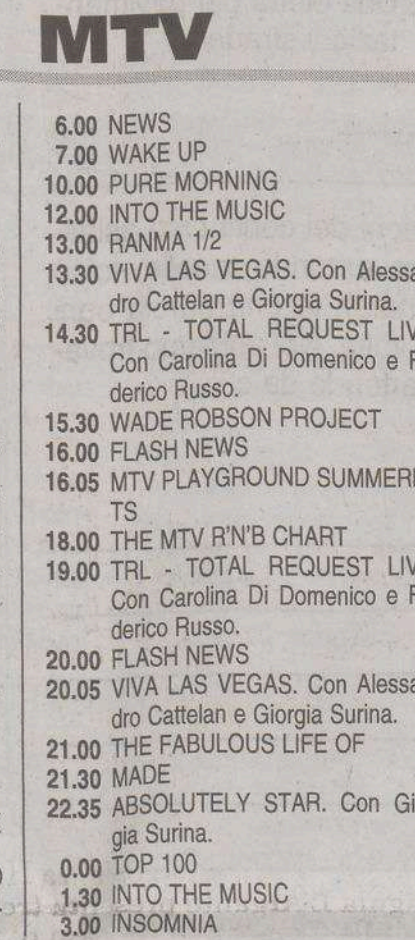 MTV
6.00 NEWS
7.00 WAKE UP
10.00 PURE MORNING
12.00 INTO THE MUSIC
13.00 RANMA 1/2
13.30 VIVA LAS VEGAS. Con Alessa
dro Cattelan e Giorgia Surina.
14.30 TRL - TOTAL REQUEST LIV
Con Carolina Di Domenico e F
derico Russo.
15.30 WADE ROBSON PROJECT
16.00 FLASH NEWS
16.05 MTV PLAYGROUND SUMMER
TS
18.00 THE MTV R'N'B CHART
19.00 TRL - TOTAL REQUEST LIV
Con Carolina Di Domenico e F
derico Russo.
20.00 FLASH NEWS
20.05 VIVA LAS VEGAS. Con Alessa
dro Cattelan e Giorgia Surina.
21.00 THE FABULOUS LIFE OF
21.30 MADE
22.35 ABSOLUTELY STAR. Con Gi
gia Surina.
0.00 TOP 100
1.30 INTO THE MUSIC
3.00 INSOMNIA